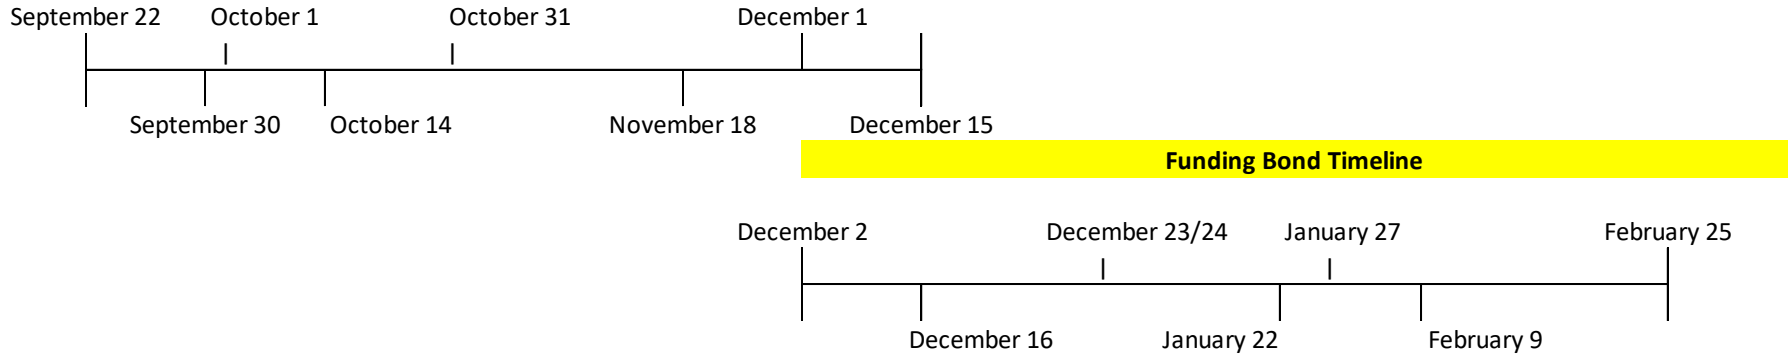 September 22 October 1 October 31 December 1
September 30 October 14 November 18 December 15
Funding Bond Timeline
December 2 December 23/24 January 27 February 25
December 16 January 22 February 9